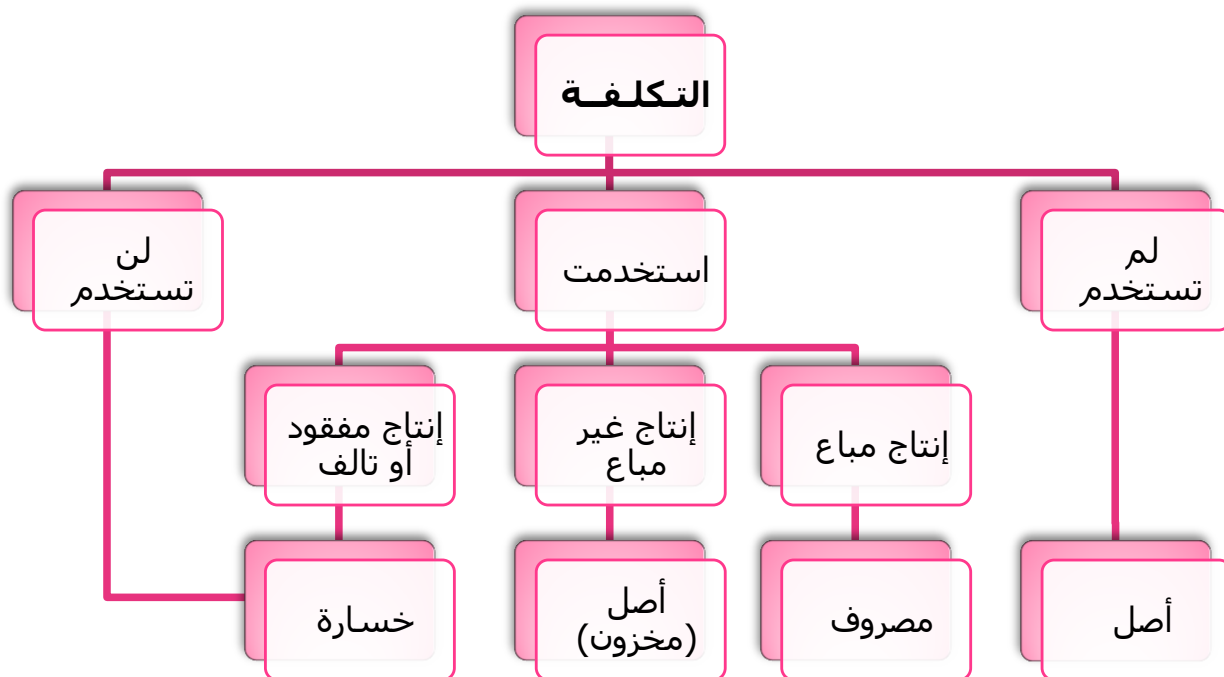 التكلفة
لم
تستخدم
استخدمت
لن
تستخدم
إنتاج مباع
إنتاج غير
مباع
إنتاج مفقود
أو تالف
أصل
مصروف
أصل
(مخزون)
خسارة